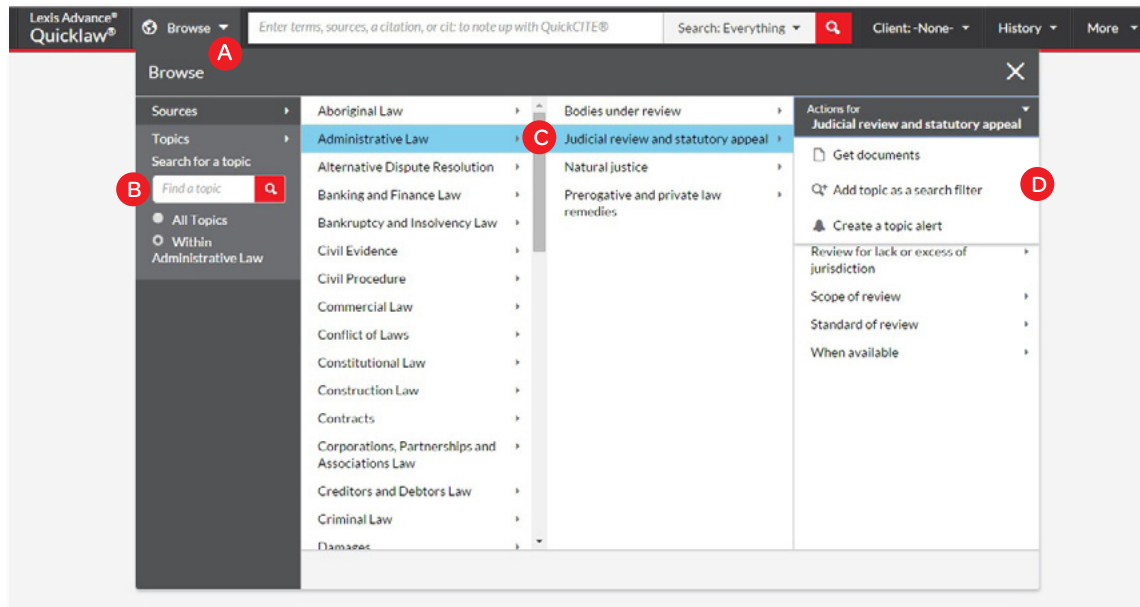 Lexis Advance®
Quicklaw®
Browse
Enter terms, sources, a citation, or cit: to note up with QuickCITE®
Search: Everything
Client: -None-
History
More
A
Browse
Sources
Topics
Search for a topic
B
Find a topic
All Topics
Within
Administrative Law
Aboriginal Law
Administrative Law
Alternative Dispute Resolution
Banking and Finance Law
Bankruptcy and Insolvency Law
Civil Evidence
Civil Procedure
Commercial Law
Conflict of Laws
Constitutional Law
Construction Law
Contracts
Corporations, Partnerships and
Associations Law
Creditors and Debtors Law
Criminal Law
Damages
C
Bodies under review
Judicial review and statutory appeal
Natural justice
Prerogative and private law
remedies
Actions for
Judicial review and statutory appeal
Get documents
Add topic as a search filter
D
Create a topic alert
Review for lack or excess of
jurisdiction
Scope of review
Standard of review
When available